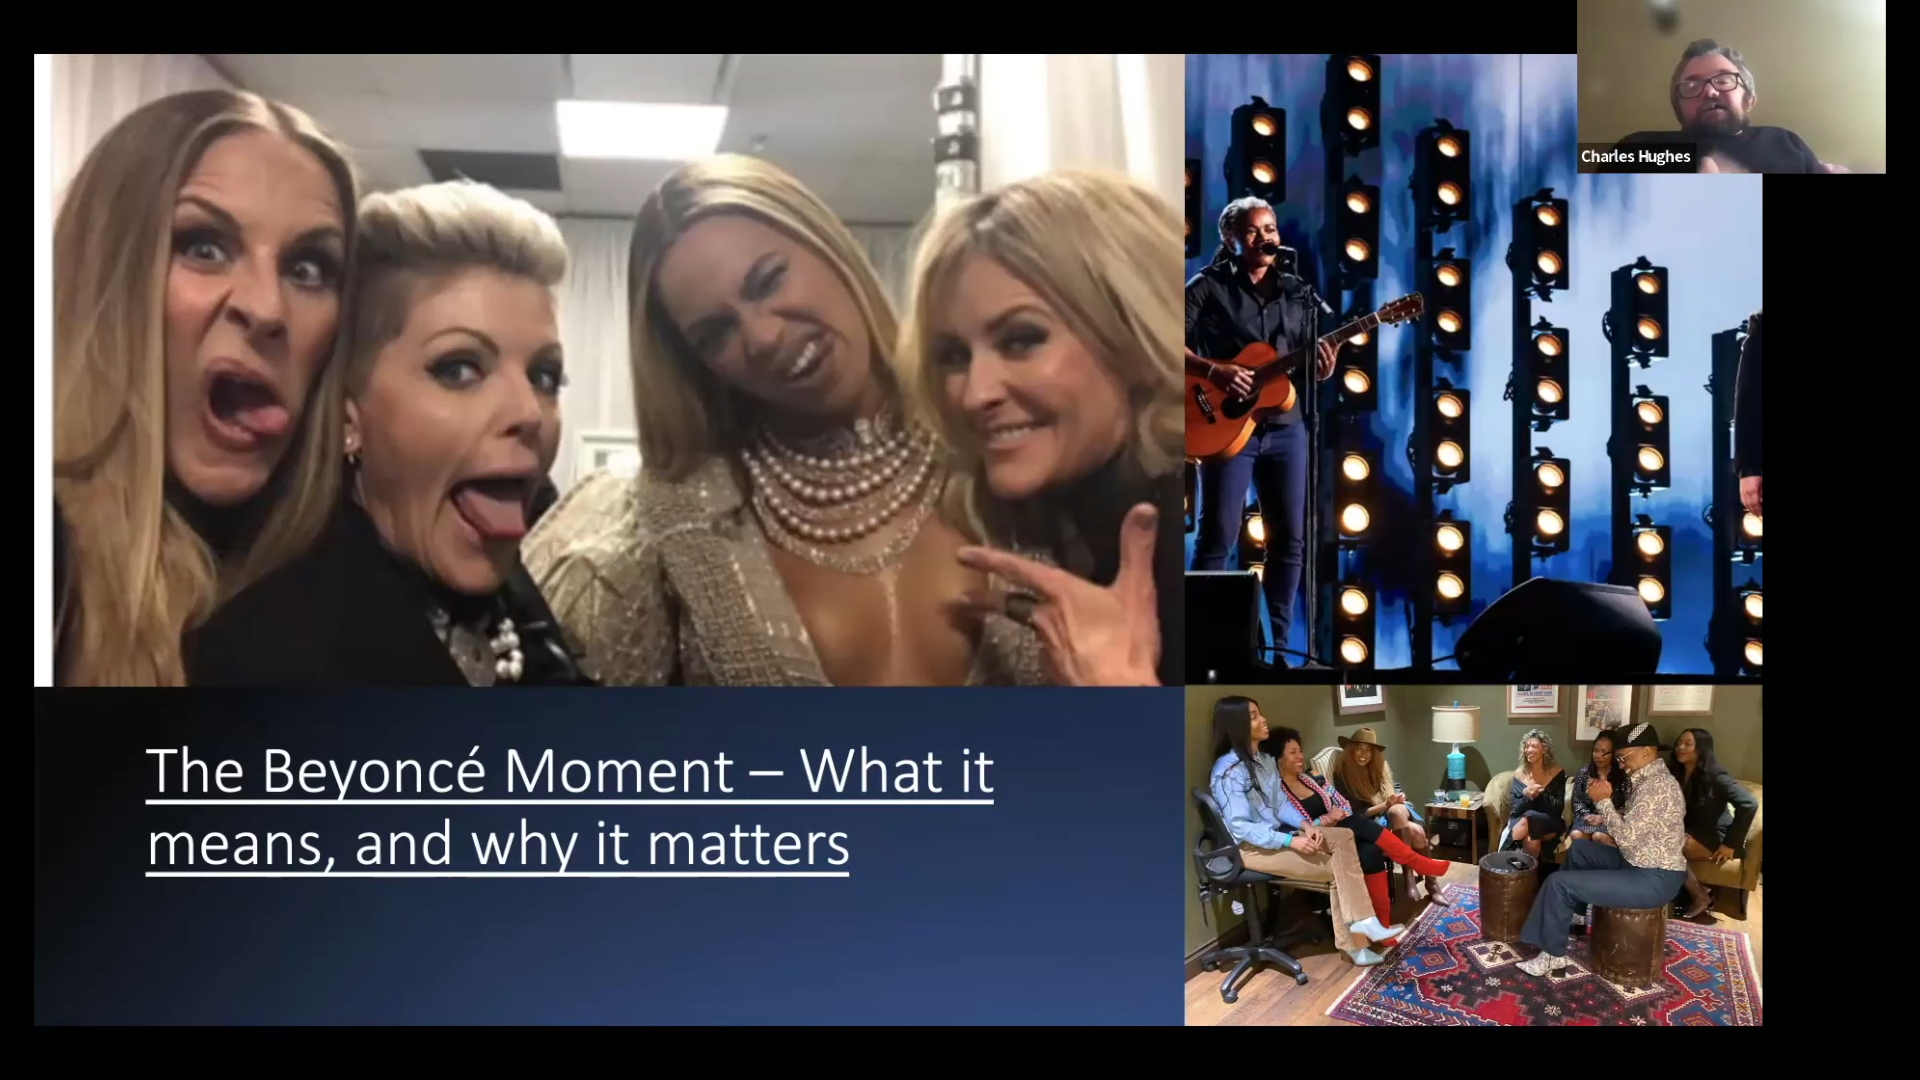 Charles Hughes
The Beyoncé Moment – What it
means, and why it matters